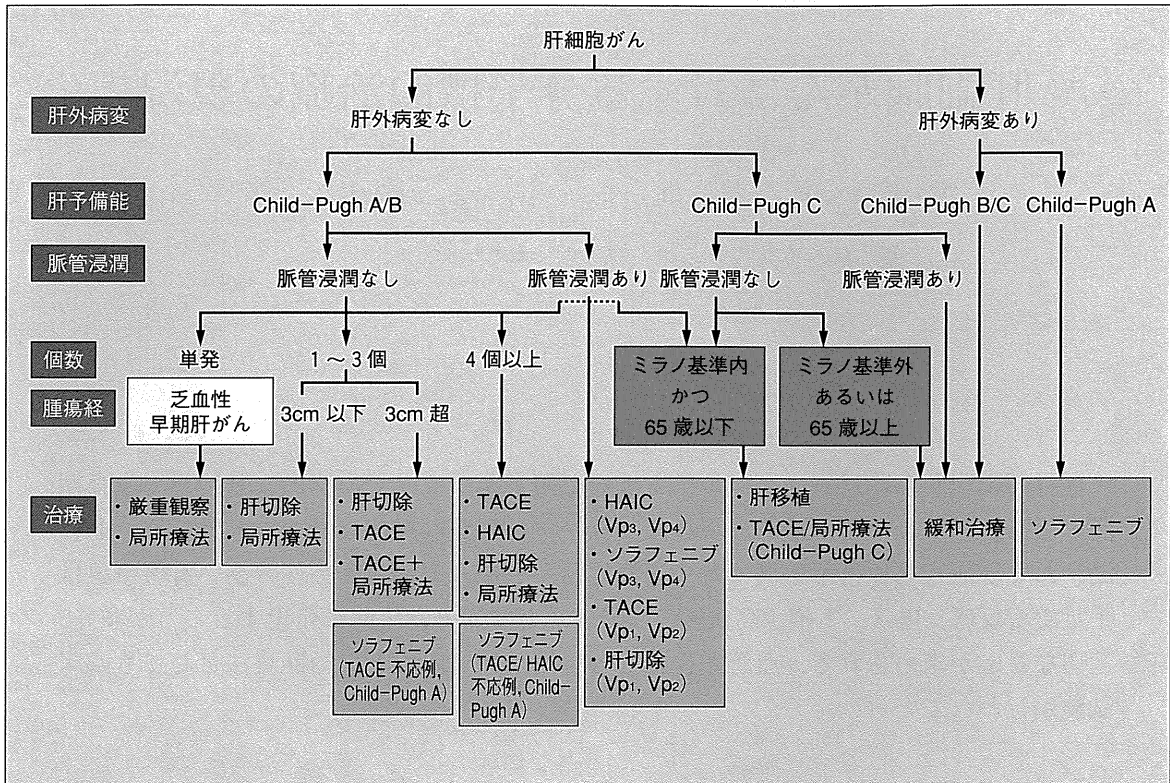 肝細胞がん
肝外病変
肝外病変なし
肝外病変あり
肝予備能
Child-Pugh A/B
Child-Pugh C
Child-Pugh B/C
Child-Pugh A
脈管浸潤
脈管浸潤なし
脈管浸潤あり
脈管浸潤なし
脈管浸潤あり
個数
単発
1～3個
4個以上
腫瘍経
乏血性
早期肝がん
3cm 以下
3cm 超
ミラノ基準内
かつ
65 歳以下
ミラノ基準外
あるいは
65 歳以上
治療
・厳重観察
・局所療法
・肝切除
・局所療法
・肝切除
・TACE
・TACE＋
局所療法
ソラフェニブ
(TACE 不応例,
Child-Pugh A)
・TACE
・HAIC
・肝切除
・局所療法
ソラフェニブ
(TACE/ HAIC
不応例, Child-
Pugh A)
・HAIC
(Vp₃, Vp₄)
・ソラフェニブ
(Vp₃, Vp₄)
・TACE
(Vp₁, Vp₂)
・肝切除
(Vp₁, Vp₂)
・肝移植
・TACE/局所療法
(Child-Pugh C)
緩和治療
ソラフェニブ